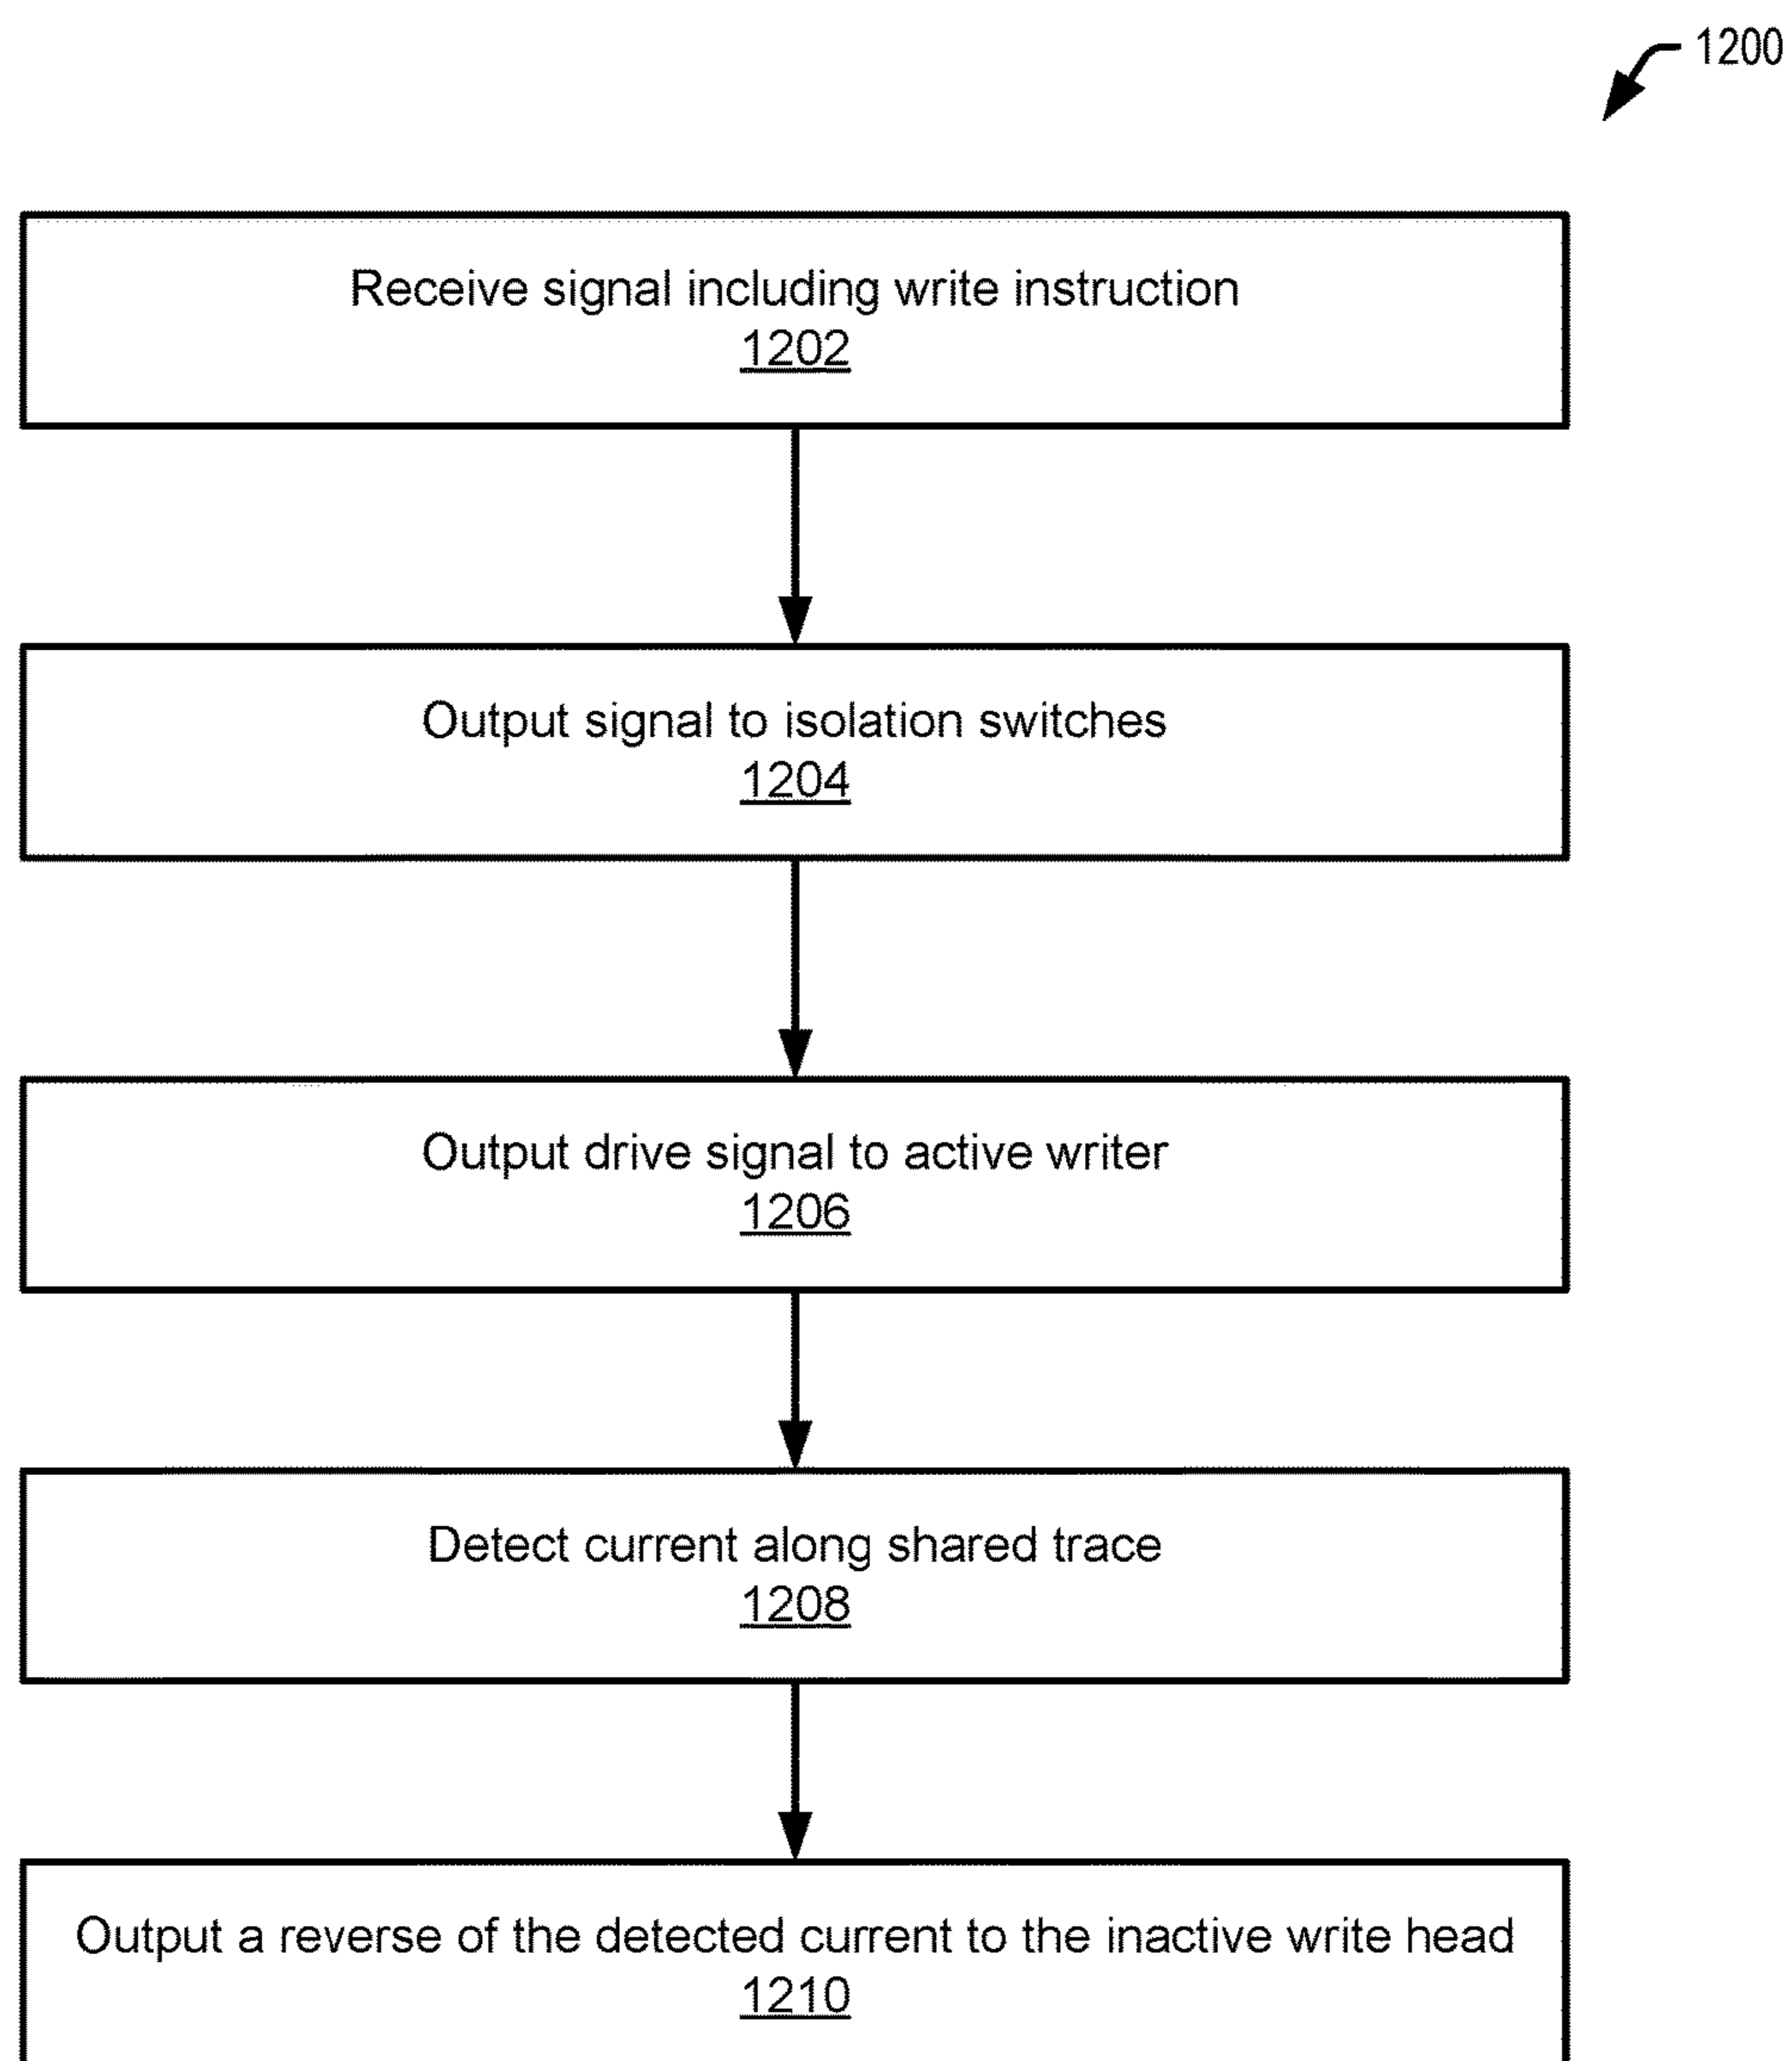 1200
Receive signal including write instruction
1202
Output signal to isolation switches
1204
Output drive signal to active writer
1206
Detect current along shared trace
1208
Output a reverse of the detected current to the inactive write head
1210